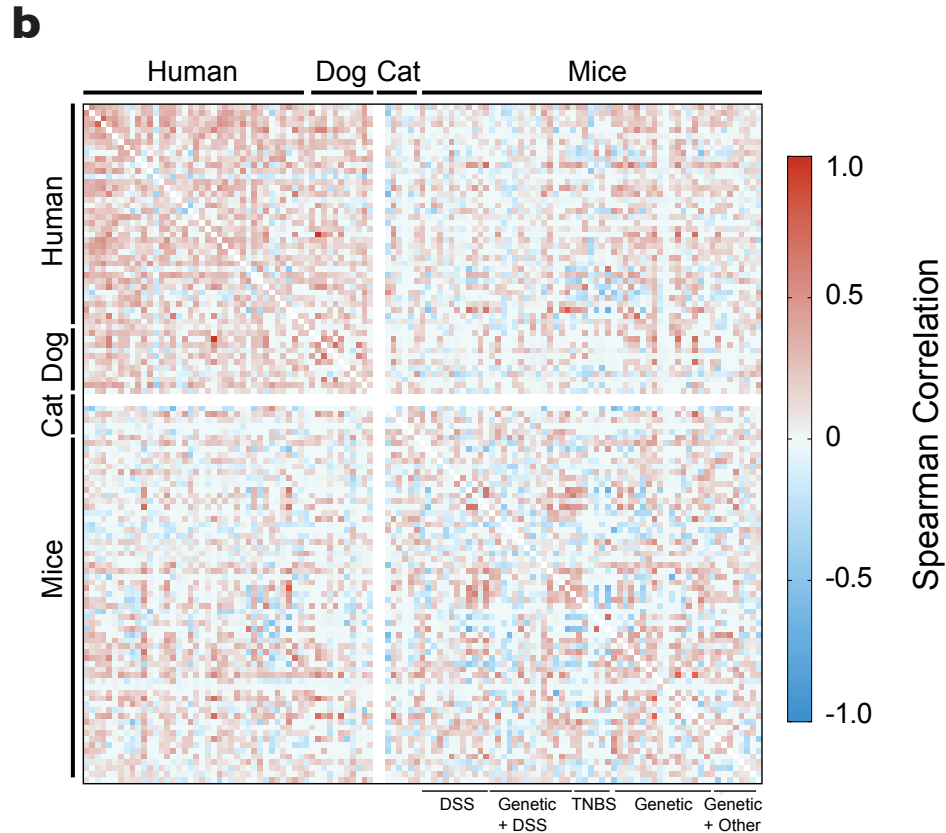 b
Human Dog Cat Mice
Human
Dog
Cat
Mice
1.0
0.5
0
-0.5
-1.0
Spearman Correlation
DSS Genetic TNBS Genetic Genetic
+ DSS + Other